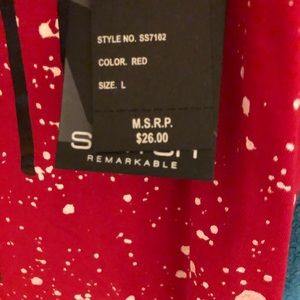 STYLE NO. SS7102
COLOR. RED
SIZE. L
M.S.R.P.
$26.00
REMARKABLE